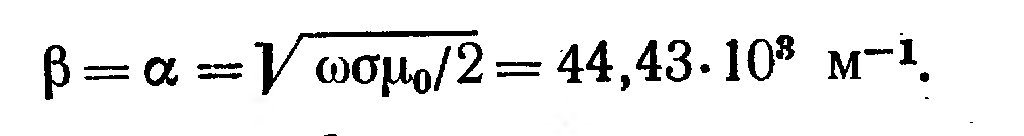 β = α = √ωσμ₀/2 = 44,43·10³ м⁻¹.